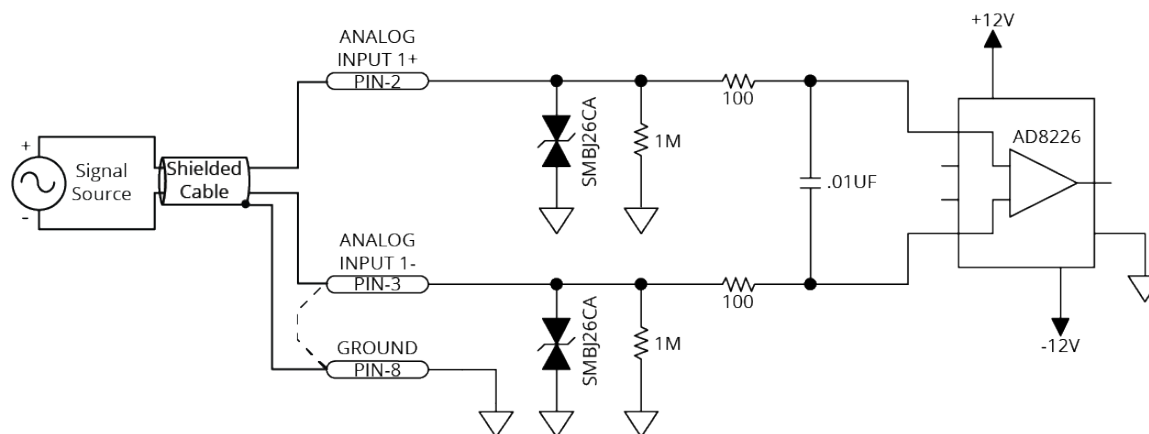 +12V
ANALOG
INPUT 1+
PIN-2
100
SMBJ26CA
1M
AD8226
+
Signal
Source
-
Shielded
Cable
.01UF
ANALOG
INPUT 1-
PIN-3
100
SMBJ26CA
1M
-12V
GROUND
PIN-8